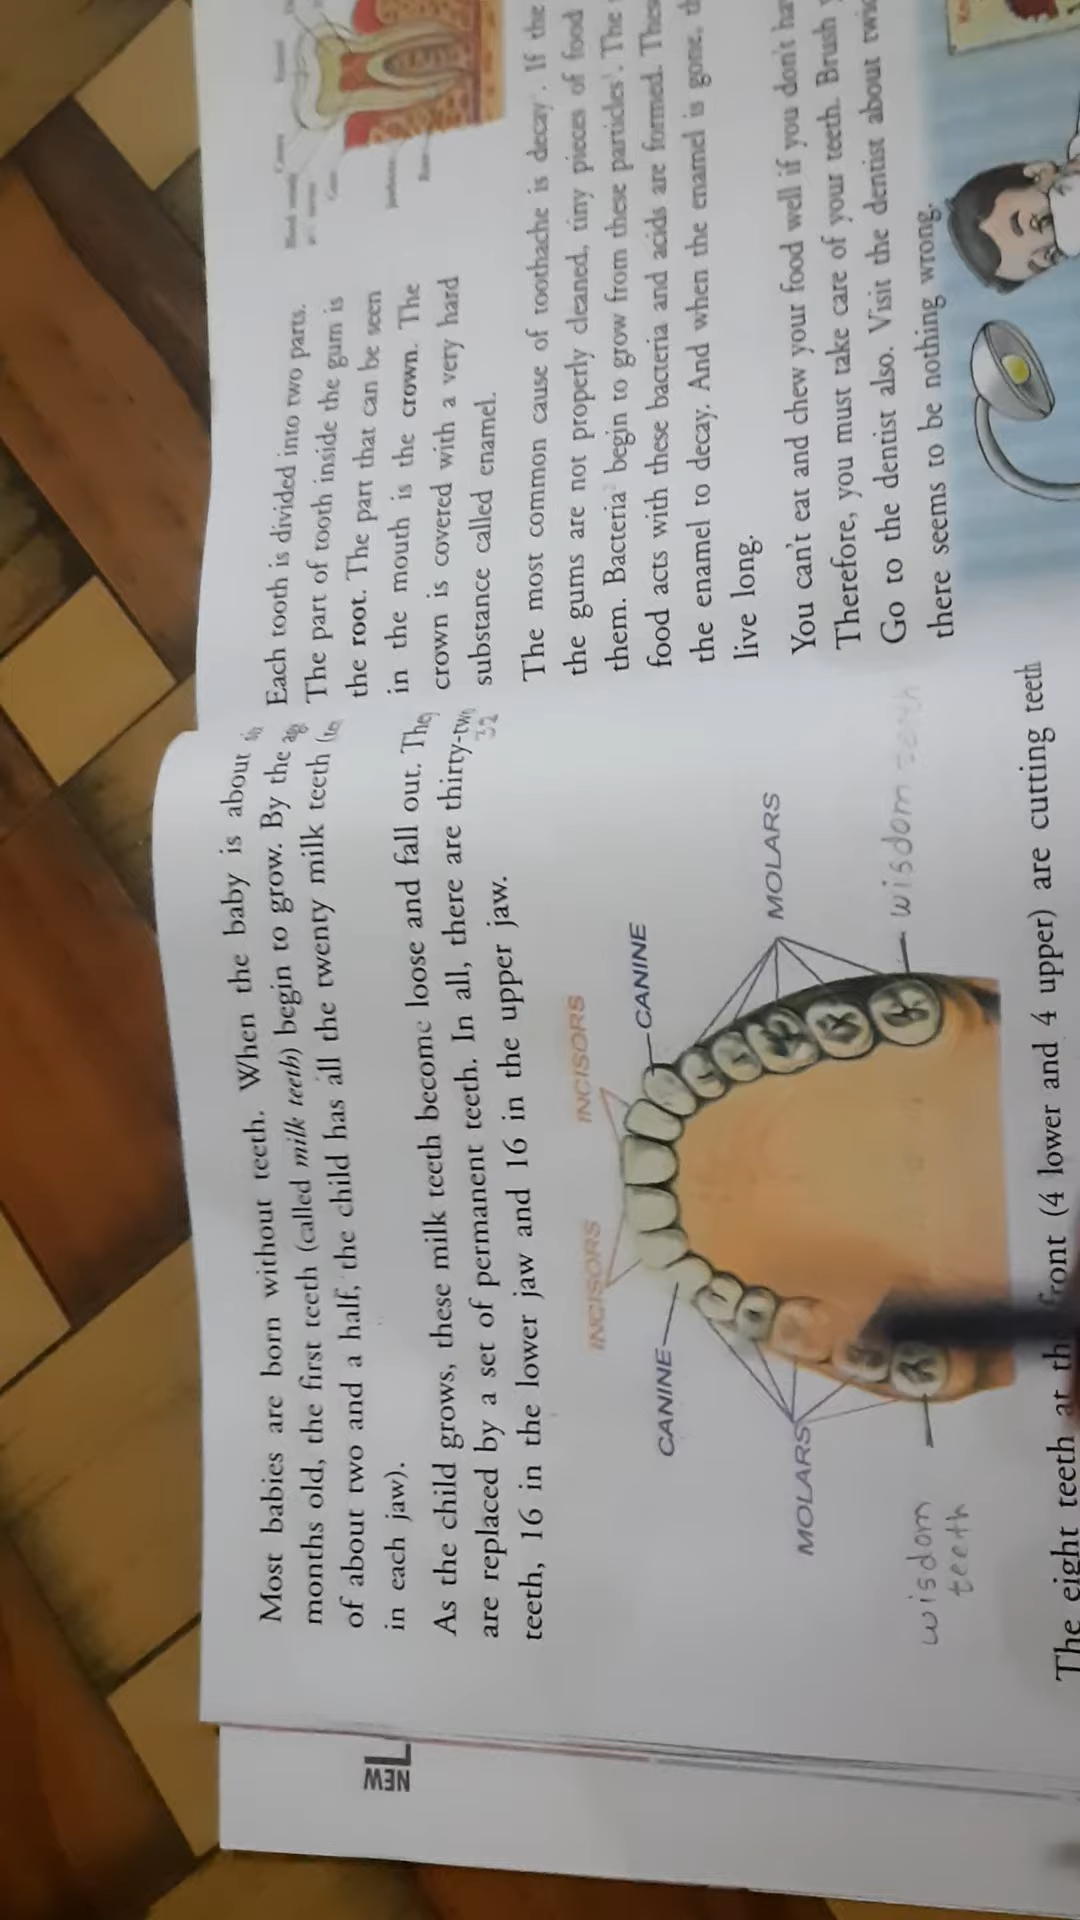 Most babies are born without teeth. When the baby is about
months old, the first teeth (called milk teeth) begin to grow. By the
of about two and a half, the child has all the twenty milk teeth
in each jaw).
As the child grows, these milk teeth become loose and fall out. They
are replaced by a set of permanent teeth. In all, there are thirty-two
32
teeth, 16 in the lower jaw and 16 in the upper jaw.
INCISORS INCISORS
CANINE CANINE
MOLARS MOLARS
wisdom teeth
wisdom
teeth
The eight teeth at the front (4 lower and 4 upper) are cutting teeth
NEW
Each tooth is divided into two parts.
The part of tooth inside the gum is
the root. The part that can be seen
in the mouth is the crown. The
crown is covered with a very hard
substance called enamel.
The most common cause of toothache is decay. If the
the gums are not properly cleaned, tiny pieces of food
them. Bacteria begin to grow from these particles. The
food acts with these bacteria and acids are formed. These
the enamel to decay. And when the enamel is gone,
live long.
You can't eat and chew your food well if you don't
Therefore, you must take care of your teeth. Brush
Go to the dentist also. Visit the dentist about
there seems to be nothing wrong.